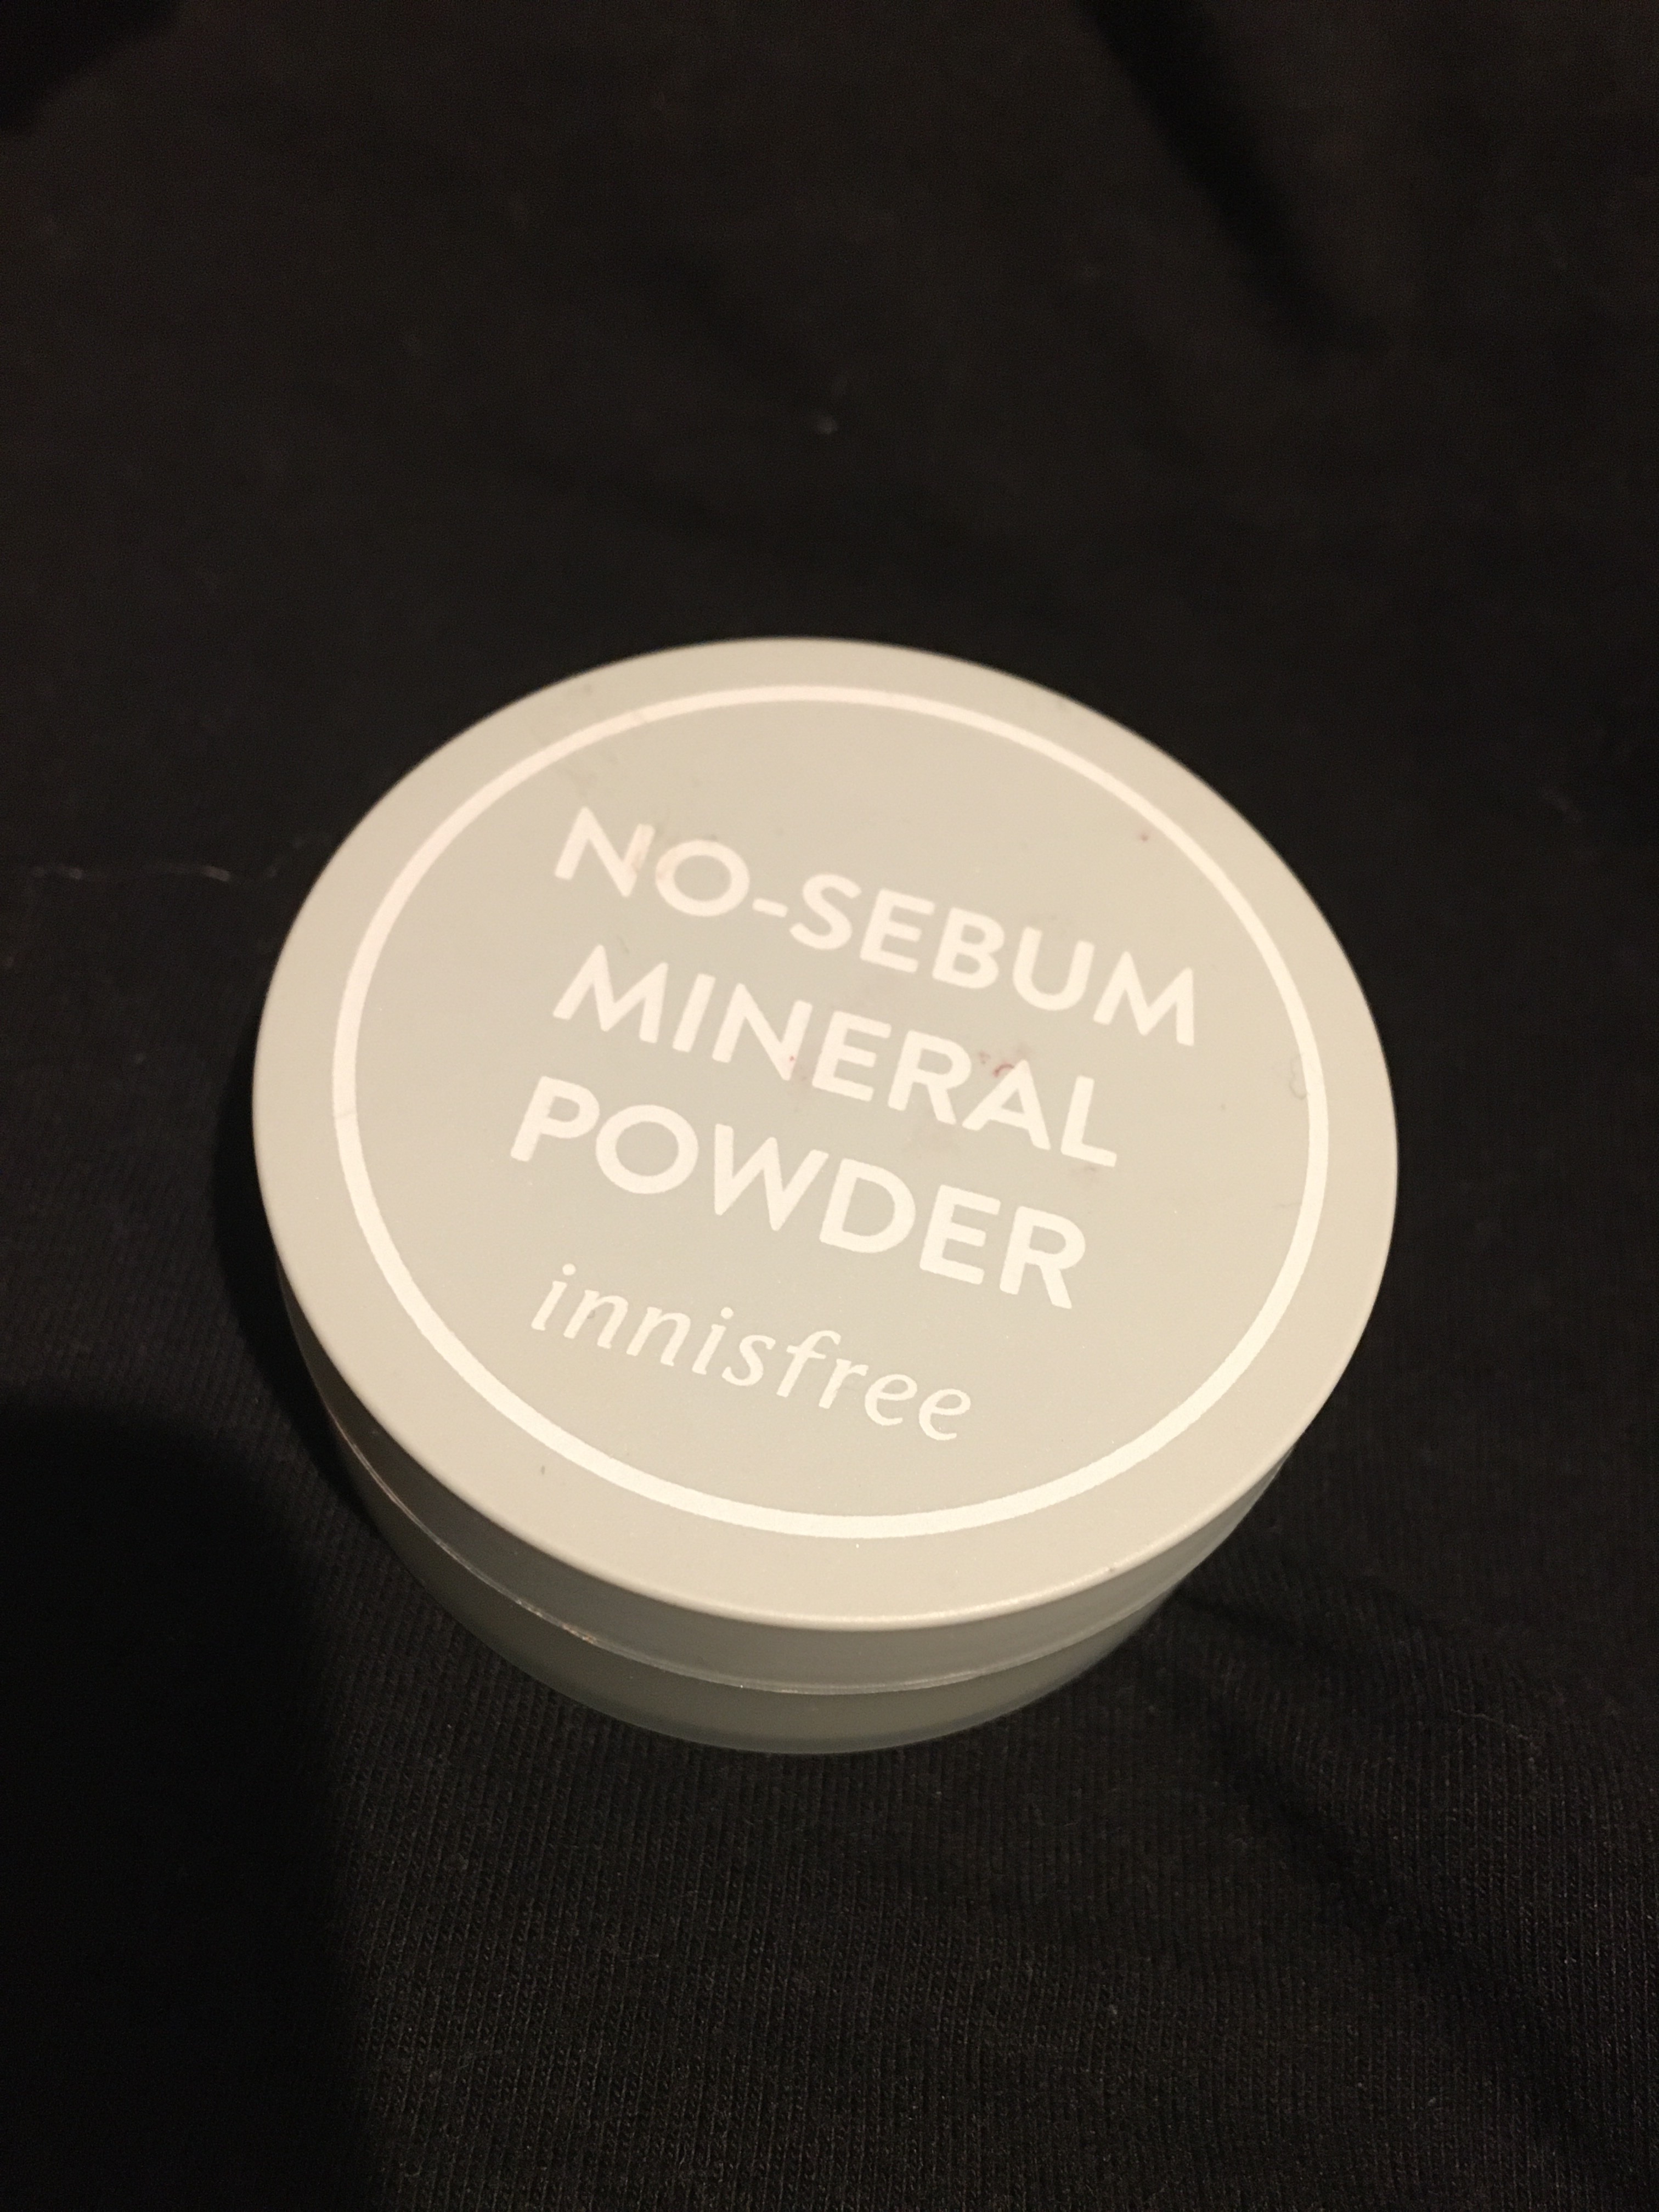 NO-SEBUM
MINERAL
POWDER
innisfree